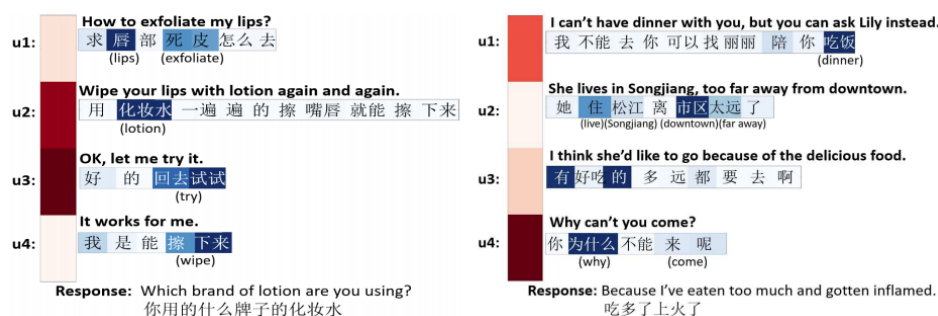 How to exfoliate my lips?
u1: 求 唇 部 死 皮 怎么 去
(lips) (exfoliate)
Wipe your lips with lotion again and again.
u2: 用 化妆水 一遍 遍 的 擦 嘴唇 就能 擦 下来
(lotion)
OK, let me try it.
u3: 好 的 回去 试试
(try)
It works for me.
u4: 我 是 能 擦 下来
(wipe)
Response: Which brand of lotion are you using?
你用的什么牌子的化妆水
I can't have dinner with you, but you can ask Lily instead.
u1: 我 不能 去 你 可以 找 丽丽 陪 你 吃饭
(dinner)
She lives in Songjiang, too far away from downtown.
u2: 她 住 松江 离 市区 太远 了
(live)(Songjiang) (downtown)(far away)
I think she'd like to go because of the delicious food.
u3: 有 好吃 的 多 远 都 要 去 啊
Why can't you come?
u4: 你 为什么 不能 来 呢
(why) (come)
Response: Because I've eaten too much and gotten inflamed.
吃多了上火了